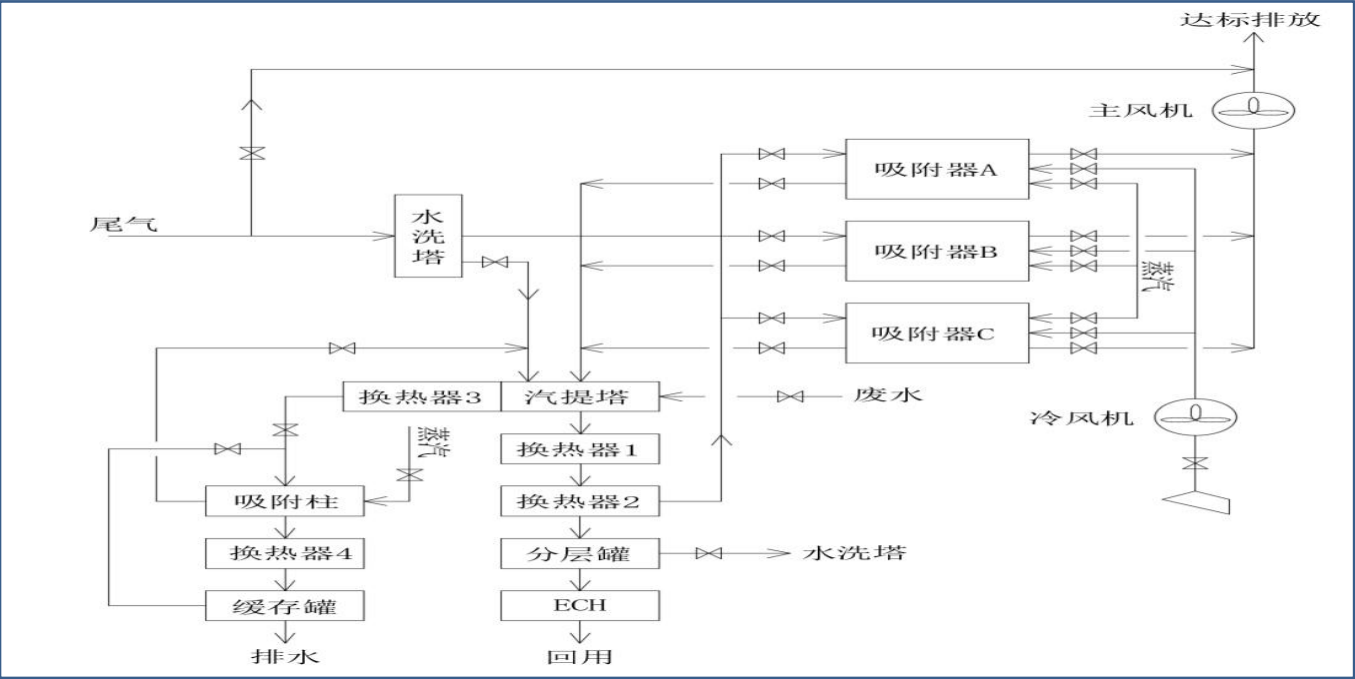 达标排放
主风机
吸附器A
尾气
水洗塔
吸附器B
蒸汽
吸附器C
换热器3
汽提塔
废水
冷风机
蒸汽
换热器1
吸附柱
换热器2
换热器4
分层罐
水洗塔
缓存罐
ECH
排水
回用